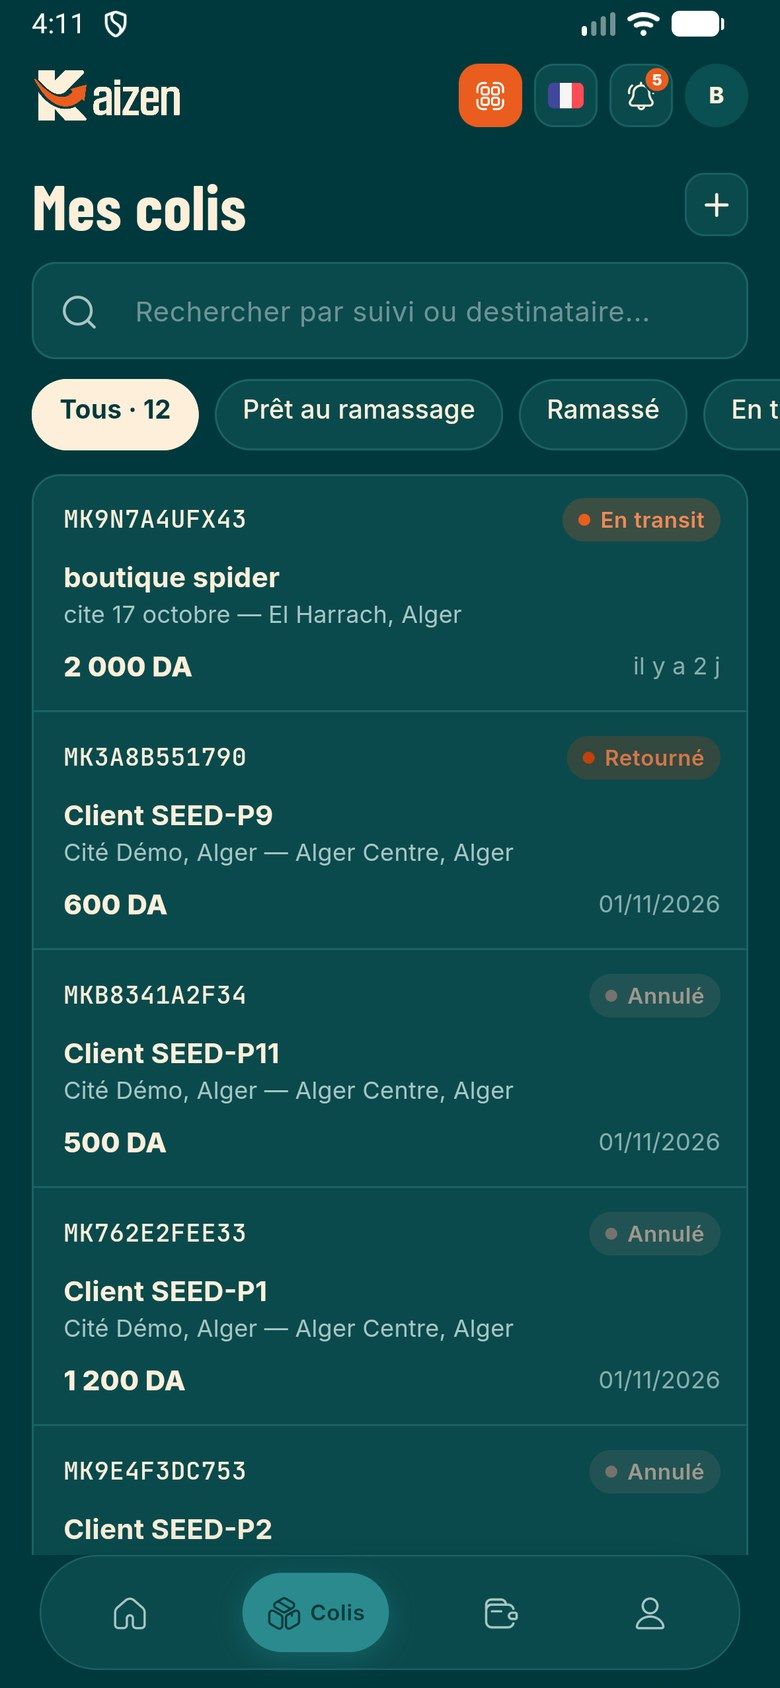 4:11
Kaizen
5
B
Mes colis
Rechercher par suivi ou destinataire...
Tous · 12
Prêt au ramassage
Ramassé
En t
MK9N7A4UFX43
En transit
boutique spider
cite 17 octobre — El Harrach, Alger
2 000 DA
il y a 2 j
MK3A8B551790
Retourné
Client SEED-P9
Cité Démo, Alger — Alger Centre, Alger
600 DA
01/11/2026
MKB8341A2F34
Annulé
Client SEED-P11
Cité Démo, Alger — Alger Centre, Alger
500 DA
01/11/2026
MK762E2FEE33
Annulé
Client SEED-P1
Cité Démo, Alger — Alger Centre, Alger
1 200 DA
01/11/2026
MK9E4F3DC753
Annulé
Client SEED-P2
Colis